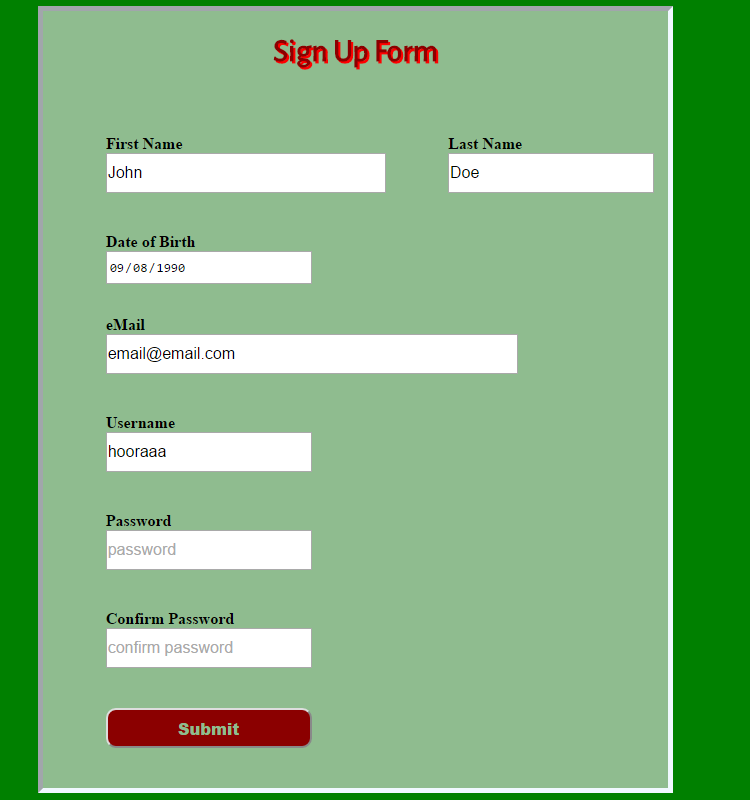 Sign Up Form
First Name Last Name
John Doe
Date of Birth
09/08/1990
eMail
email@email.com
Username
hooraaa
Password
password
Confirm Password
confirm password
Submit